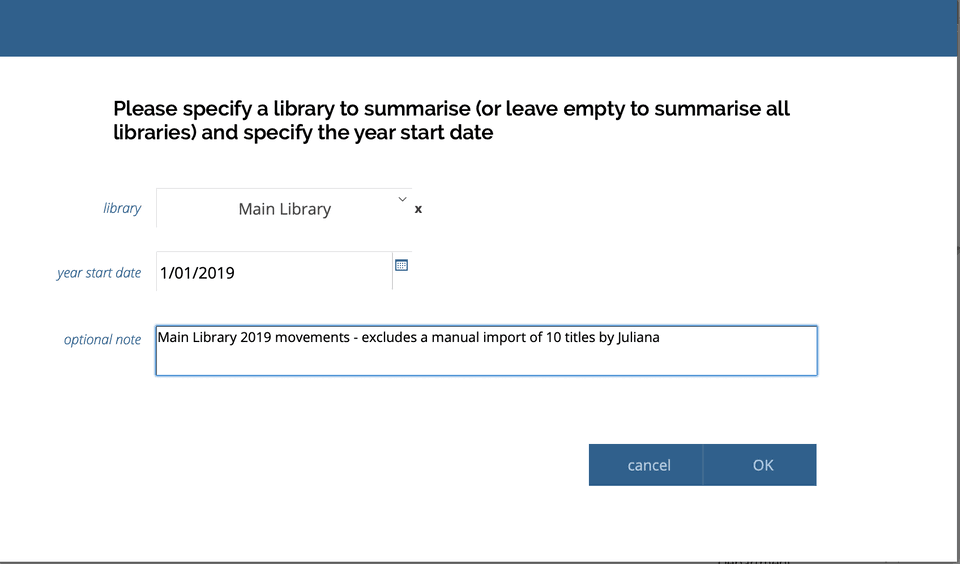 Please specify a library to summarise (or leave empty to summarise all
libraries) and specify the year start date
library
Main Library
x
year start date
1/01/2019
optional note
Main Library 2019 movements - excludes a manual import of 10 titles by Juliana
cancel
OK